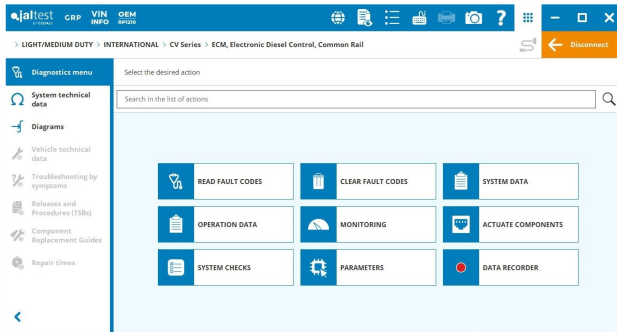 jaltest GRP VIN INFO OEM RP1210
BY COJALI
?
> LIGHT/MEDIUM DUTY > INTERNATIONAL > CV Series > ECM, Electronic Diesel Control, Common Rail
Disconnect
Diagnostics menu
Select the desired action
System technical data
Search in the list of actions
Diagrams
Vehicle technical data
Troubleshooting by symptoms
Releases and Procedures (TSBs)
Component Replacement Guides
Repair times
READ FAULT CODES
CLEAR FAULT CODES
SYSTEM DATA
OPERATION DATA
MONITORING
ACTUATE COMPONENTS
SYSTEM CHECKS
PARAMETERS
DATA RECORDER